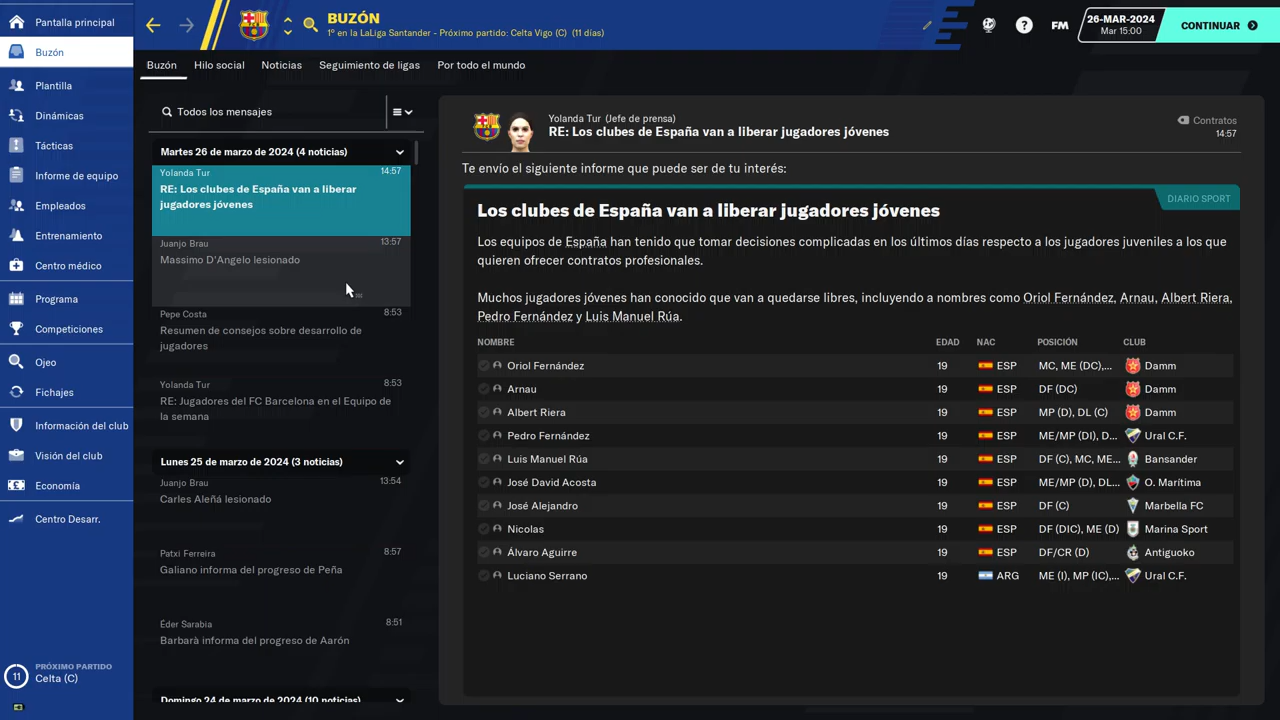 Pantalla principal
Buzón
Plantilla
Dinámicas
Tácticas
Informe de equipo
Empleados
Entrenamiento
Centro médico
Programa
Competiciones
Ojeo
Fichajes
Información del club
Visión del club
Economía
Centro Desarr.
11
PRÓXIMO PARTIDO
Celta (C)
BUZÓN
1º en la LaLiga Santander - Próximo partido: Celta Vigo (C) (11 días)
?
FM
26-MAR-2024
Mar 15:00
CONTINUAR
Buzón
Hilo social
Noticias
Seguimiento de ligas
Por todo el mundo
Todos los mensajes
Martes 26 de marzo de 2024 (4 noticias)
Yolanda Tur 14:57
RE: Los clubes de España van a liberar
jugadores jóvenes
Juanjo Brau 13:57
Massimo D'Angelo lesionado
Pepe Costa 8:53
Resumen de consejos sobre desarrollo de
jugadores
Yolanda Tur 8:53
RE: Jugadores del FC Barcelona en el Equipo de
la semana
Lunes 25 de marzo de 2024 (3 noticias)
Juanjo Brau 13:54
Carles Aleñá lesionado
Patxi Ferreira 8:57
Galiano informa del progreso de Peña
Éder Sarabia 8:51
Barbarà informa del progreso de Aarón
Domingo 24 de marzo de 2024 (10 noticias)
Yolanda Tur (Jefe de prensa)
RE: Los clubes de España van a liberar jugadores jóvenes
Contratos
14:57
Te envío el siguiente informe que puede ser de tu interés:
DIARIO SPORT
Los clubes de España van a liberar jugadores jóvenes
Los equipos de España han tenido que tomar decisiones complicadas en los últimos días respecto a los jugadores juveniles a los que
quieren ofrecer contratos profesionales.
Muchos jugadores jóvenes han conocido que van a quedarse libres, incluyendo a nombres como Oriol Fernández, Arnau, Albert Riera,
Pedro Fernández y Luis Manuel Rúa.
NOMBRE EDAD NAC POSICIÓN CLUB
Oriol Fernández 19 ESP MC, ME (DC),... Damm
Arnau 19 ESP DF (DC) Damm
Albert Riera 19 ESP MP (D), DL (C) Damm
Pedro Fernández 19 ESP ME/MP (DI), D... Ural C.F.
Luis Manuel Rúa 19 ESP DF (C), MC, ME... Bansander
José David Acosta 19 ESP ME/MP (D), DL... O. Marítima
José Alejandro 19 ESP DF (C) Marbella FC
Nicolas 19 ESP DF (DIC), ME (D) Marina Sport
Álvaro Aguirre 19 ESP DF/CR (D) Antiguoko
Luciano Serrano 19 ARG ME (I), MP (IC),... Ural C.F.